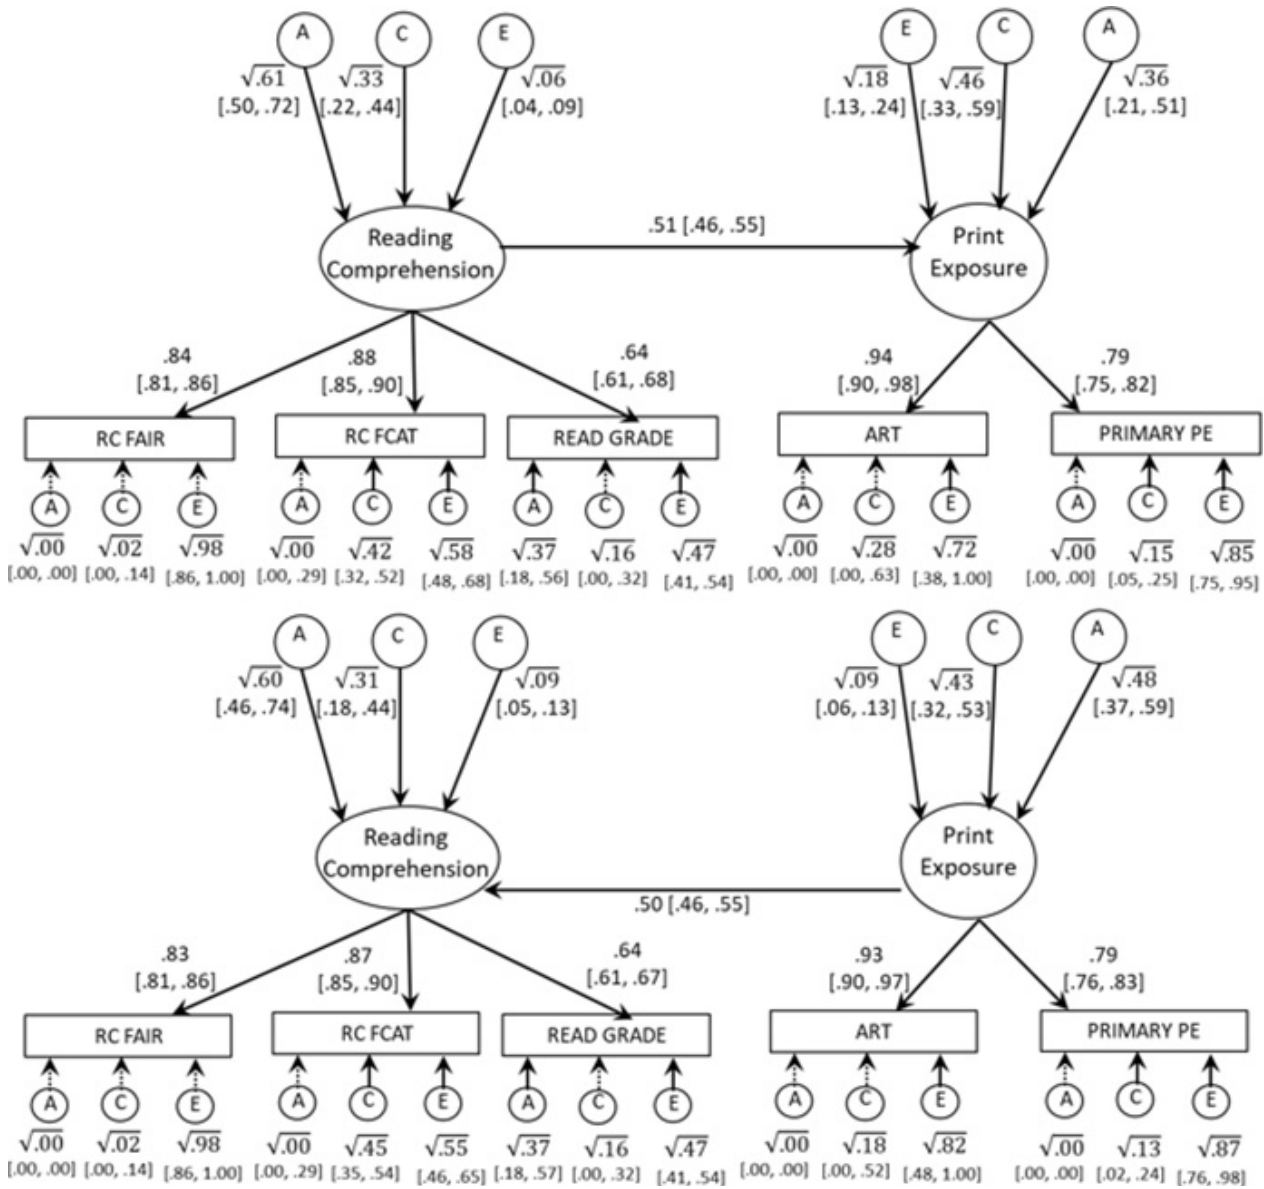 A C E E C A
√.61 √.33 √.06 √.18 √.46 √.36
[.50, .72] [.22, .44] [.04, .09] [.13, .24] [.33, .59] [.21, .51]
.51 [.46, .55]
Reading
Comprehension
Print
Exposure
.84 .88 .64 .94 .79
[.81, .86] [.85, .90] [.61, .68] [.90, .98] [.75, .82]
RC FAIR RC FCAT READ GRADE ART PRIMARY PE
A C E A C E A C E A C E A C E
√.00 √.02 √.98 √.00 √.42 √.58 √.37 √.16 √.47 √.00 √.28 √.72 √.00 √.15 √.85
[.00, .00] [.00, .14] [.86, 1.00] [.00, .29] [.32, .52] [.48, .68] [.18, .56] [.00, .32] [.41, .54] [.00, .00] [.00, .63] [.38, 1.00] [.00, .00] [.05, .25] [.75, .95]
A C E E C A
√.60 √.31 √.09 √.09 √.43 √.48
[.46, .74] [.18, .44] [.05, .13] [.06, .13] [.32, .53] [.37, .59]
Reading
Comprehension
Print
Exposure
.50 [.46, .55]
.83 .87 .64 .93 .79
[.81, .86] [.85, .90] [.61, .67] [.90, .97] [.76, .83]
RC FAIR RC FCAT READ GRADE ART PRIMARY PE
A C E A C E A C E A C E A C E
√.00 √.02 √.98 √.00 √.45 √.55 √.37 √.16 √.47 √.00 √.18 √.82 √.00 √.13 √.87
[.00, .00] [.00, .14] [.86, 1.00] [.00, .29] [.35, .54] [.46, .65] [.18, .57] [.00, .32] [.41, .54] [.00, .00] [.00, .52] [.48, 1.00] [.00, .00] [.02, .24] [.76, .98]